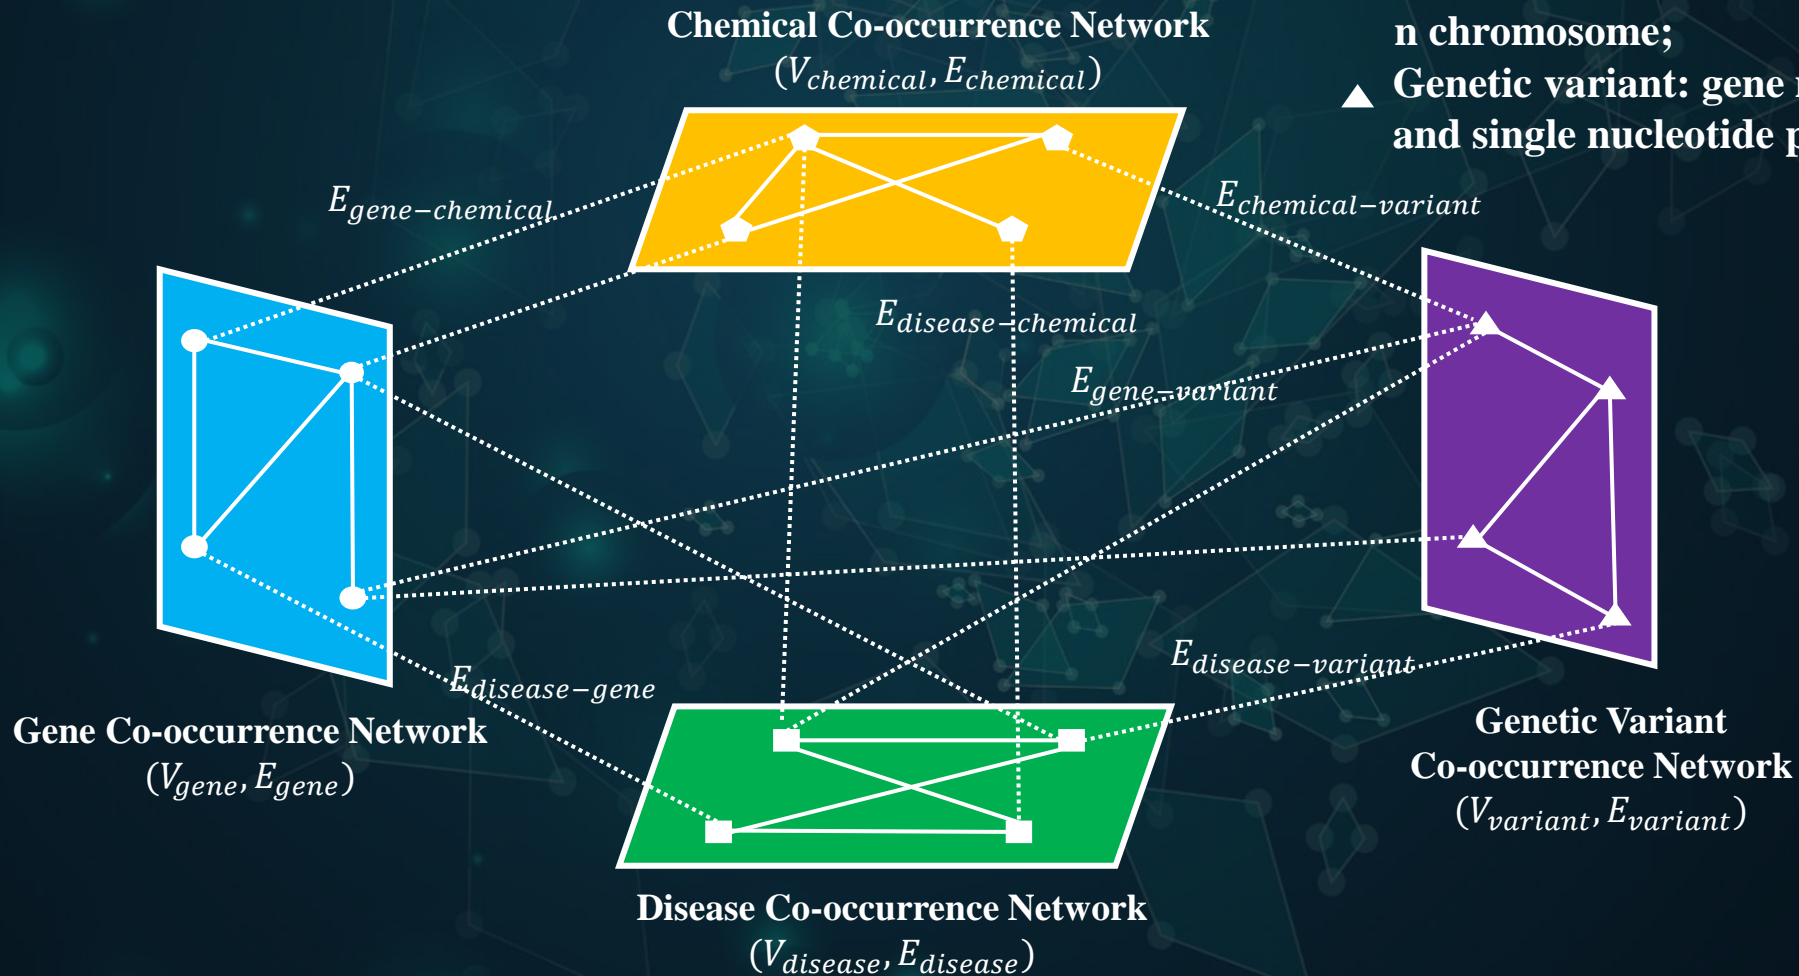 Chemical Co-occurrence Network
(V_chemical, E_chemical)
n chromosome;
Genetic variant: gene
and single nucleotide
E_gene−chemical
E_chemical−variant
E_disease−chemical
E_gene−variant
E_disease−gene
E_disease−variant
Gene Co-occurrence Network
(V_gene, E_gene)
Genetic Variant
Co-occurrence Network
(V_variant, E_variant)
Disease Co-occurrence Network
(V_disease, E_disease)